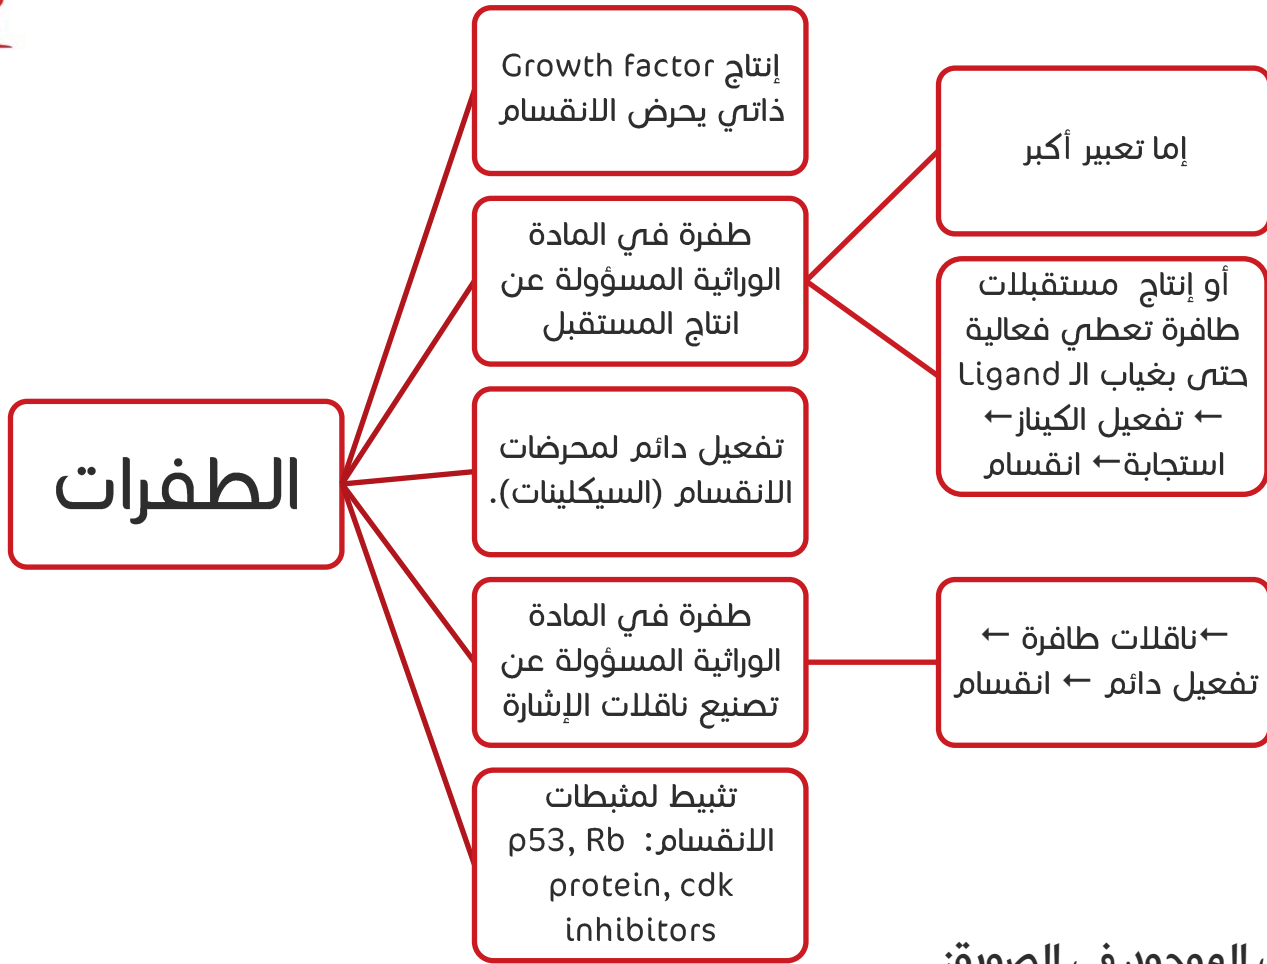 الطفرات
إنتاج Growth factor
ذاتي يحرض الانقسام
طفرة في المادة
الوراثية المسؤولة عن
انتاج المستقبل
إما تعبير أكبر
أو إنتاج مستقبلات
طافرة تعطي فعالية
حتى بغياب الـ Ligand
← تفعيل الكيناز←
استجابة← انقسام
تفعيل دائم لمحرضات
الانقسام (السيكلينات).
طفرة في المادة
الوراثية المسؤولة عن
تصنيع ناقلات الإشارة
←ناقلات طافرة ←
تفعيل دائم ← انقسام
تثبيط لمثبطات
الانقسام: p53, Rb
protein, cdk
inhibitors
الموجود في الصورة: